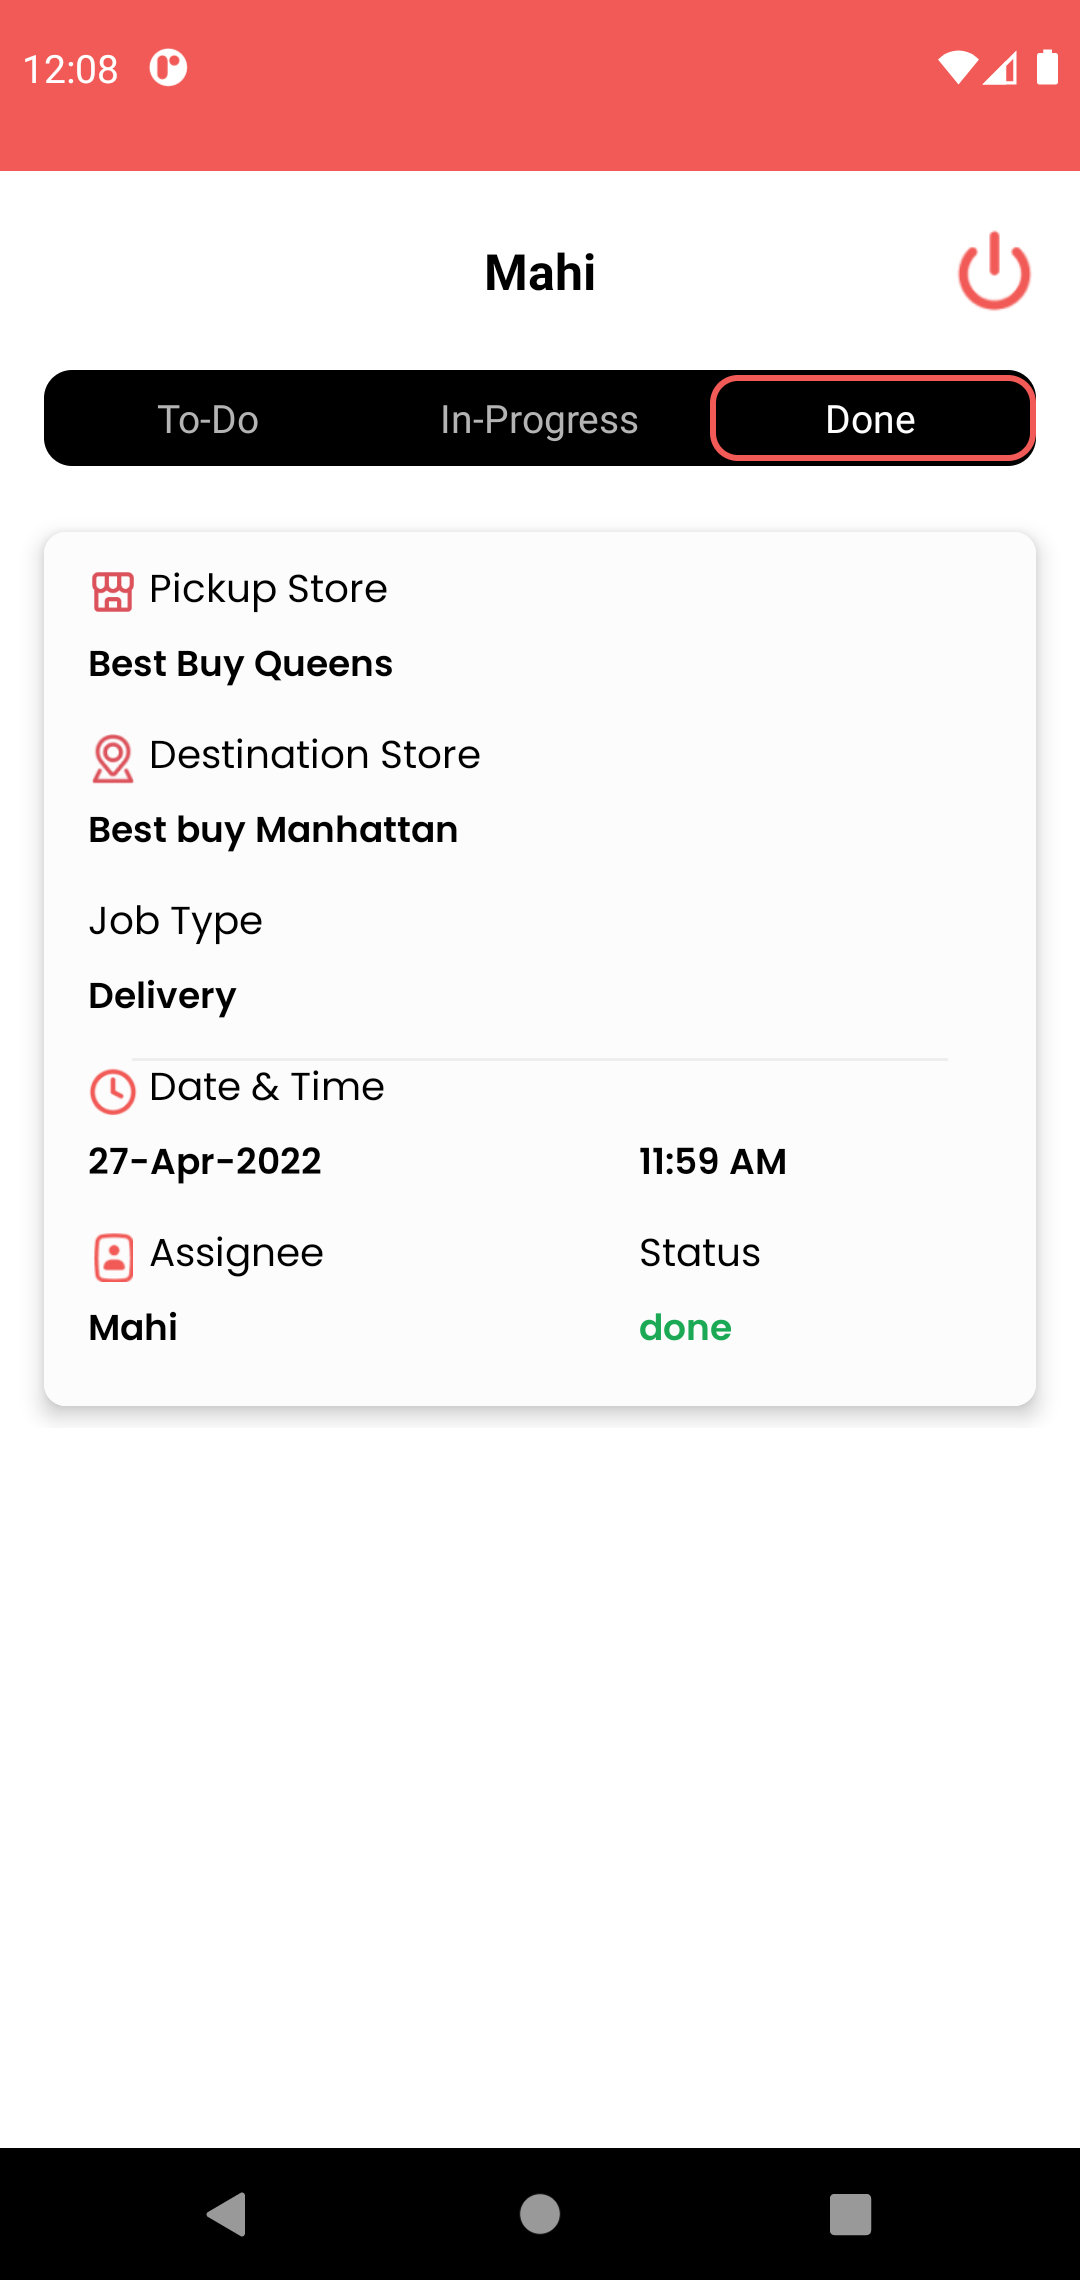 12:08
Mahi
To-Do In-Progress Done
Pickup Store
Best Buy Queens
Destination Store
Best buy Manhattan
Job Type
Delivery
Date & Time
27-Apr-2022 11:59 AM
Assignee Status
Mahi done